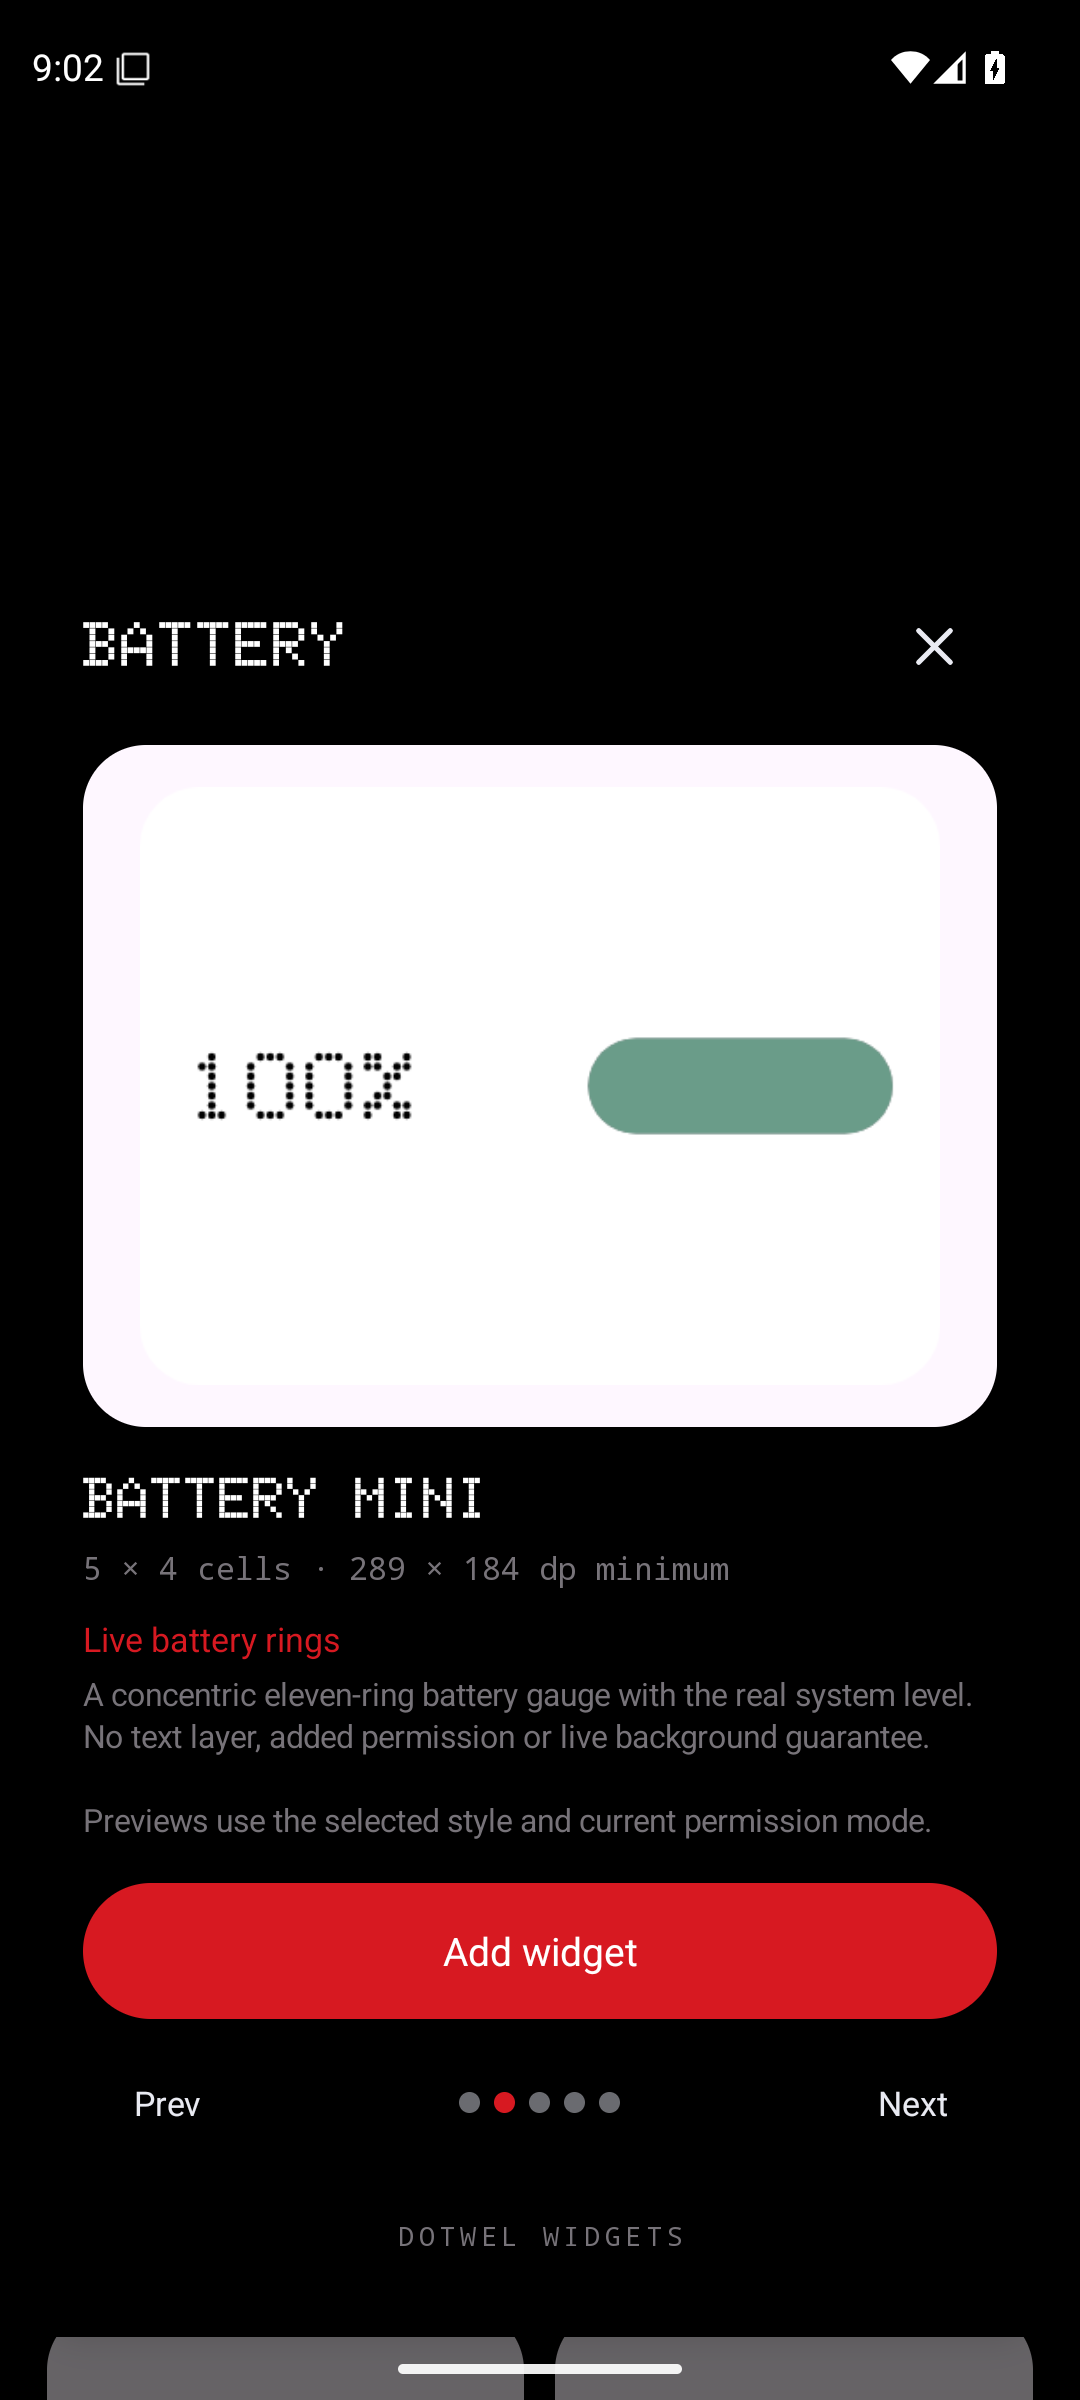 9:02
BATTERY
100%
BATTERY MINI
5 × 4 cells · 289 × 184 dp minimum
Live battery rings
A concentric eleven-ring battery gauge with the real system level.
No text layer, added permission or live background guarantee.
Previews use the selected style and current permission mode.
Add widget
Prev
Next
DOTWEL WIDGETS